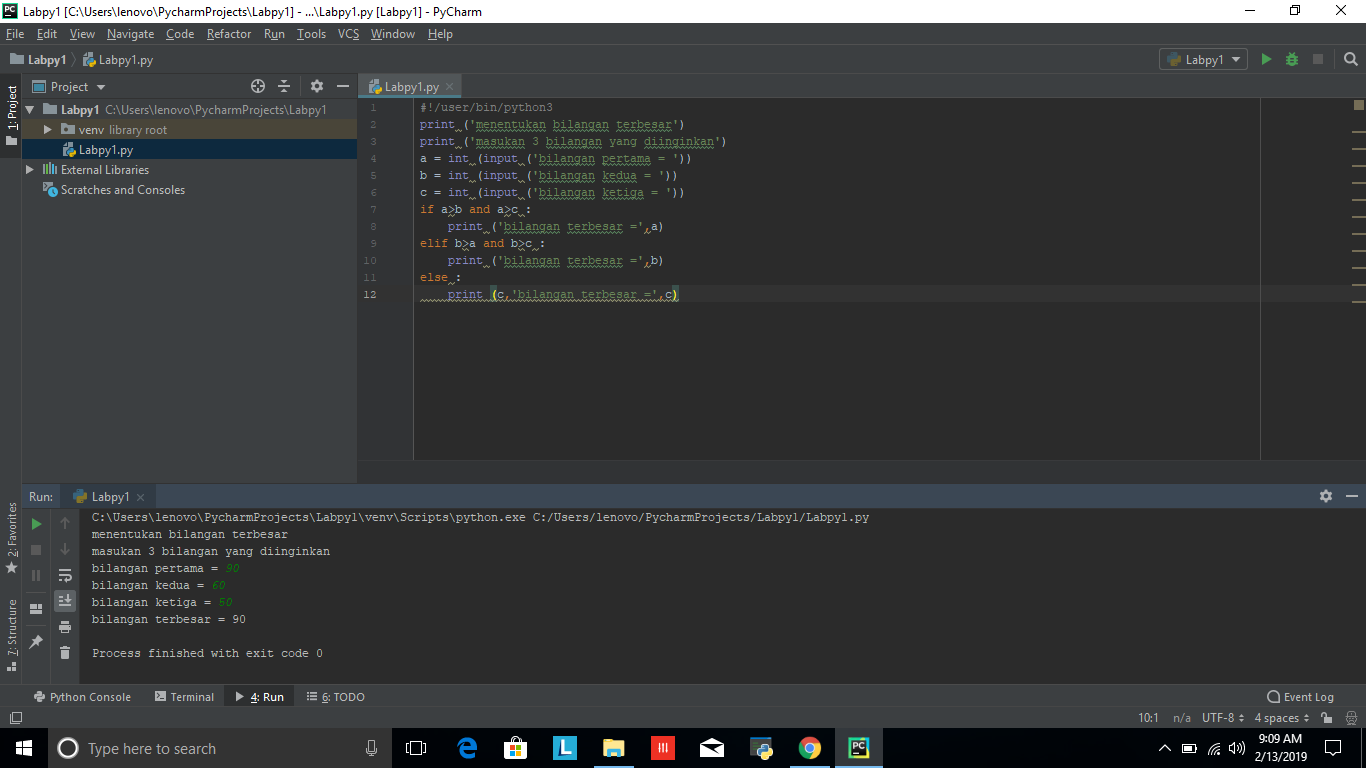 Labpy1 [C:\Users\lenovo\PycharmProjects\Labpy1] - ...\Labpy1.py [Labpy1] - PyCharm
File Edit View Navigate Code Refactor Run Tools VCS Window Help
Labpy1 Labpy1.py Labpy1
Project Labpy1.py
1: Project
Labpy1 C:\Users\lenovo\PycharmProjects\Labpy1
venv library root
Labpy1.py
External Libraries
Scratches and Consoles
1 #!/user/bin/python3
2 print ('menentukan bilangan terbesar')
3 print ('masukan 3 bilangan yang diinginkan')
4 a = int (input ('bilangan pertama = '))
5 b = int (input ('bilangan kedua = '))
6 c = int (input ('bilangan ketiga = '))
7 if a>b and a>c :
8 print ('bilangan terbesar =',a)
9 elif b>a and b>c :
10 print ('bilangan terbesar =',b)
11 else :
12 print (c,'bilangan terbesar =',c)
Run: Labpy1
2: Favorites
7: Structure
C:\Users\lenovo\PycharmProjects\Labpy1\venv\Scripts\python.exe C:/Users/lenovo/PycharmProjects/Labpy1/Labpy1.py
menentukan bilangan terbesar
masukan 3 bilangan yang diinginkan
bilangan pertama = 90
bilangan kedua = 60
bilangan ketiga = 50
bilangan terbesar = 90
Process finished with exit code 0
Python Console Terminal 4: Run 6: TODO Event Log
10:1 n/a UTF-8 4 spaces
Type here to search
9:09 AM
2/13/2019